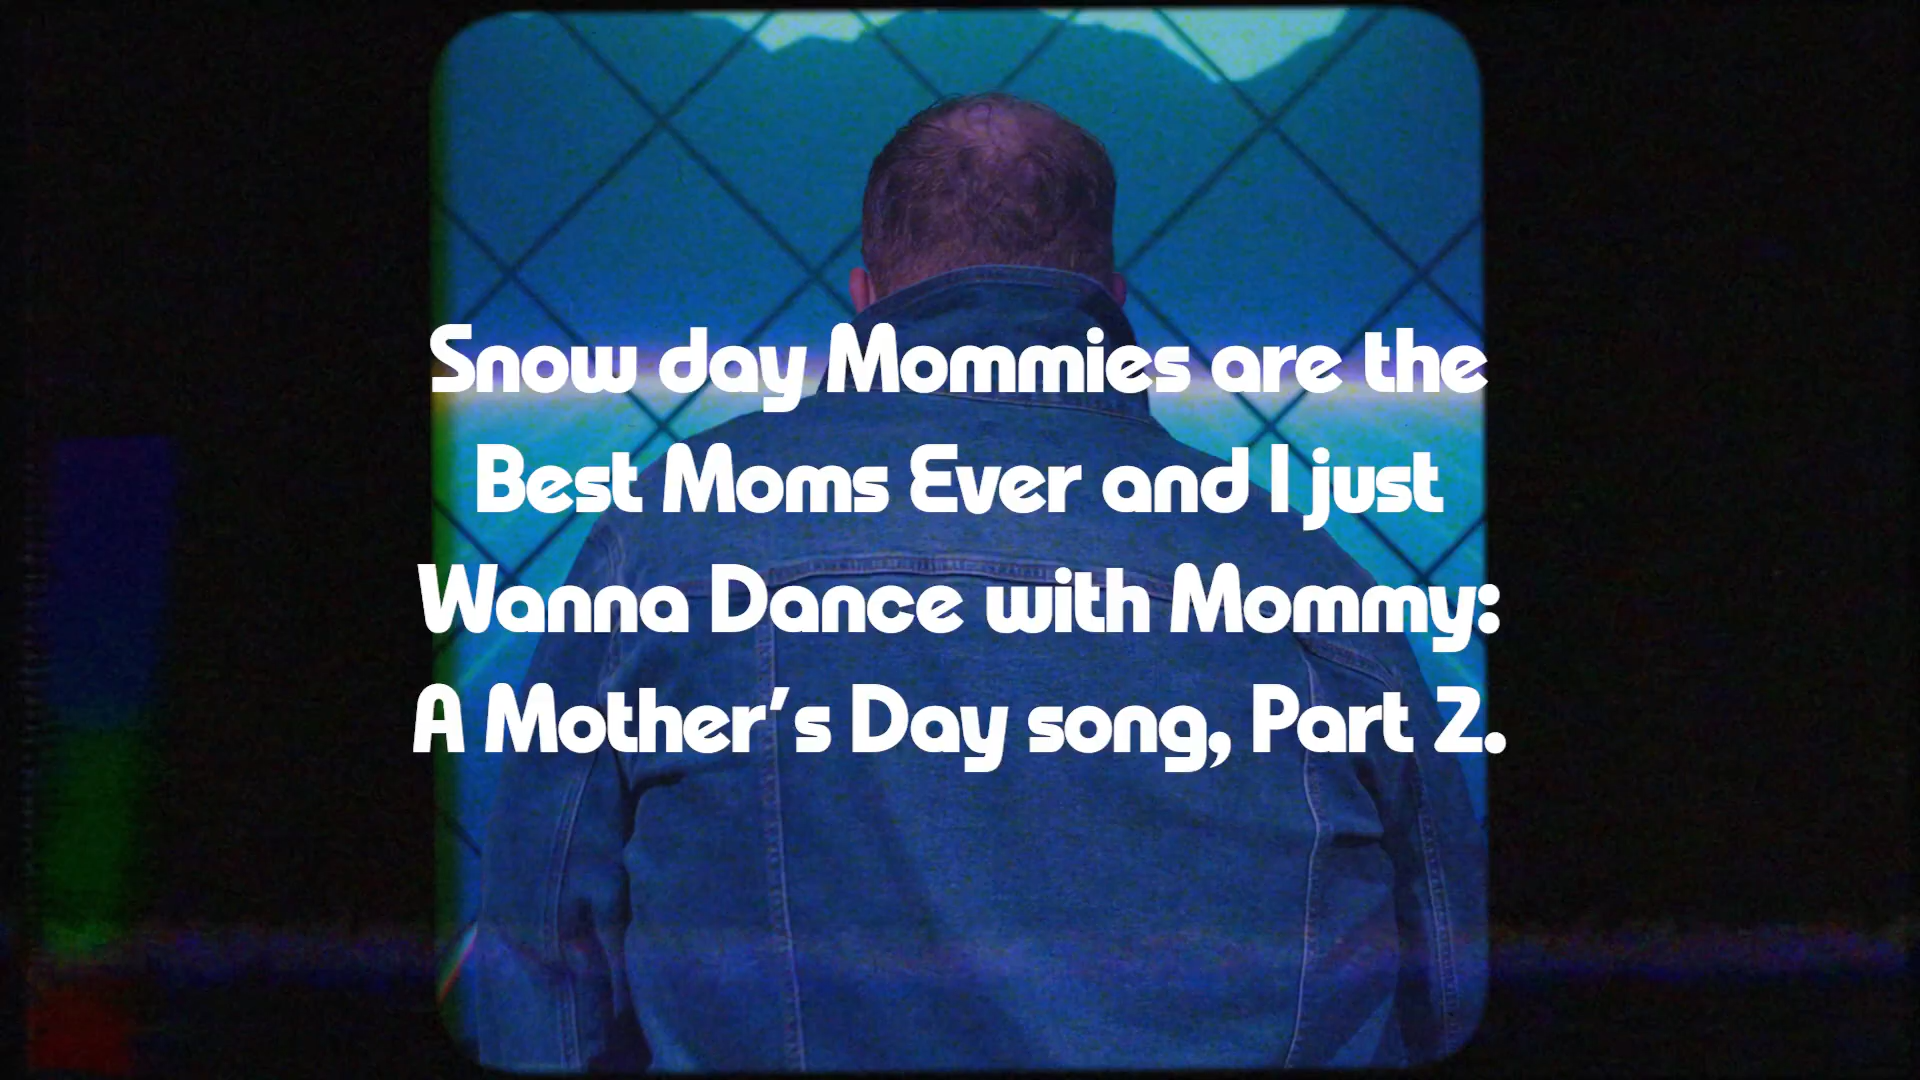 Snow day Mommies are the
Best Moms Ever and I just
Wanna Dance with Mommy:
A Mother's Day song, Part 2.